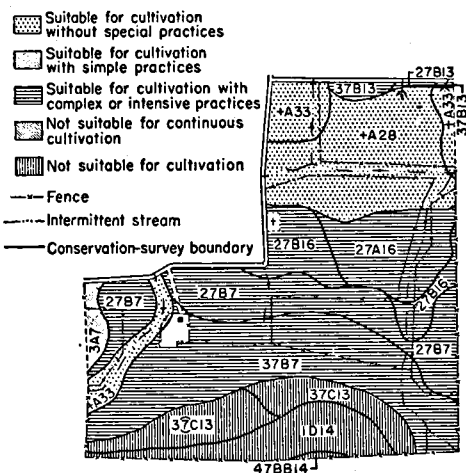 Suitable for cultivation
without special practices
Suitable for cultivation
with simple practices
Suitable for cultivation with
complex or intensive practices
Not suitable for continuous
cultivation
Not suitable for cultivation
Fence
Intermittent stream
Conservation-survey boundary
27B13
37B13
+A33
+A33
37B13
+A28
27B16
27A16
27B16
27B7
27B7
27B7
3A7
A33
37B7
37C13
37C13
1D14
47BB14